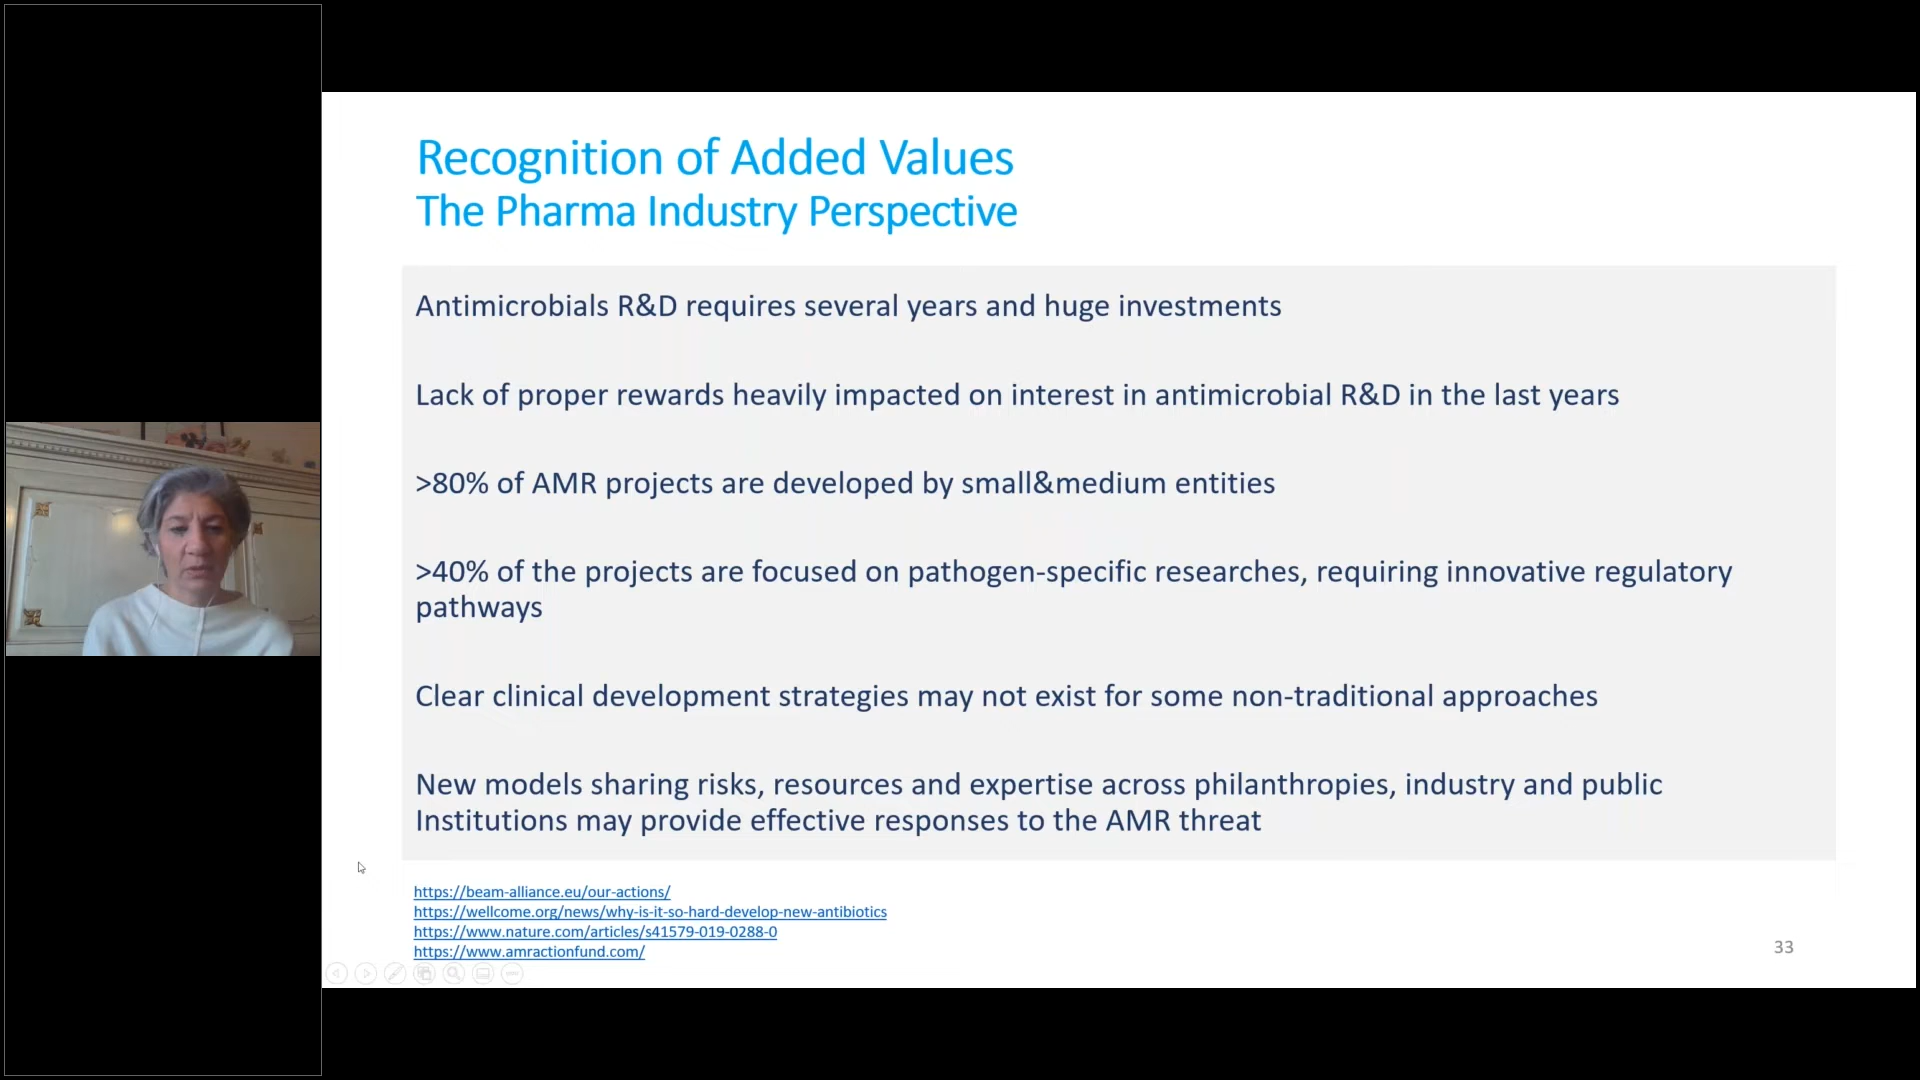 Recognition of Added Values
The Pharma Industry Perspective
Antimicrobials R&D requires several years and huge investments
Lack of proper rewards heavily impacted on interest in antimicrobial R&D in the last years
>80% of AMR projects are developed by small&medium entities
>40% of the projects are focused on pathogen-specific researches, requiring innovative regulatory
pathways
Clear clinical development strategies may not exist for some non-traditional approaches
New models sharing risks, resources and expertise across philanthropies, industry and public
Institutions may provide effective responses to the AMR threat
https://beam-alliance.eu/our-actions/
https://wellcome.org/news/why-is-it-so-hard-develop-new-antibiotics
https://www.nature.com/articles/s41579-019-0288-0
https://www.amractionfund.com/
33